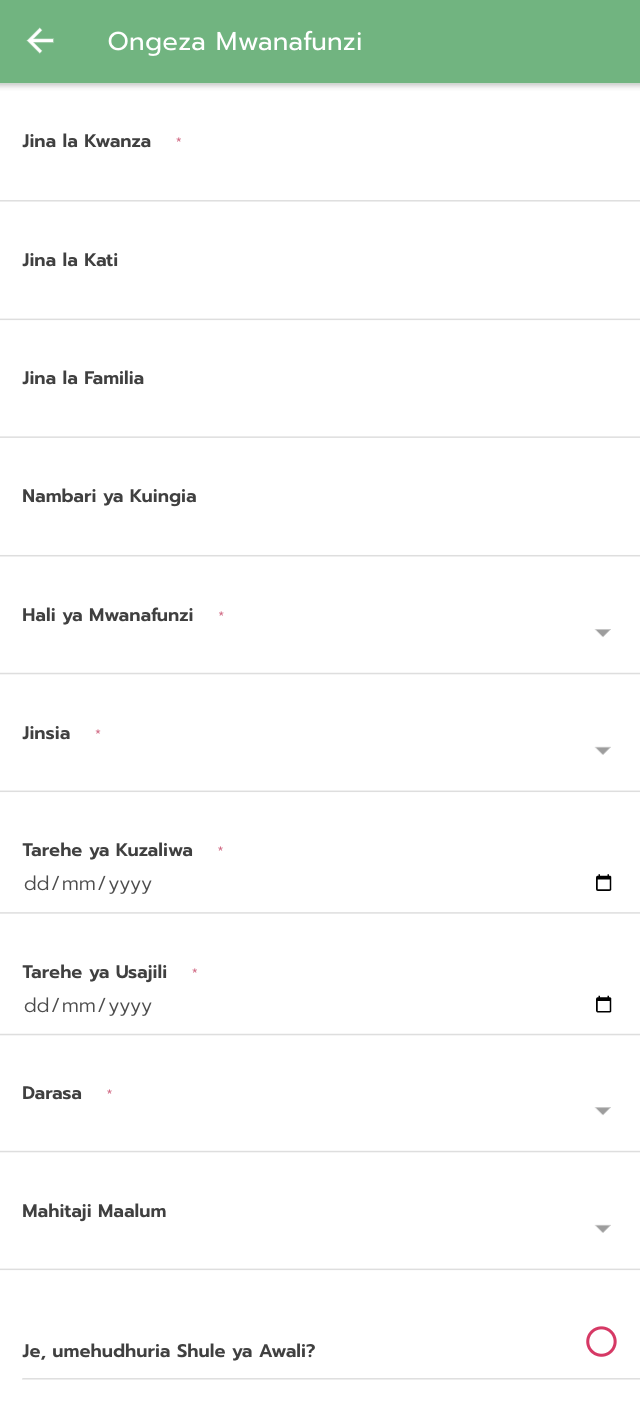 Ongeza Mwanafunzi
Jina la Kwanza *
Jina la Kati
Jina la Familia
Nambari ya Kuingia
Hali ya Mwanafunzi *
Jinsia *
Tarehe ya Kuzaliwa *
dd/mm/yyyy
Tarehe ya Usajili *
dd/mm/yyyy
Darasa *
Mahitaji Maalum
Je, umehudhuria Shule ya Awali?